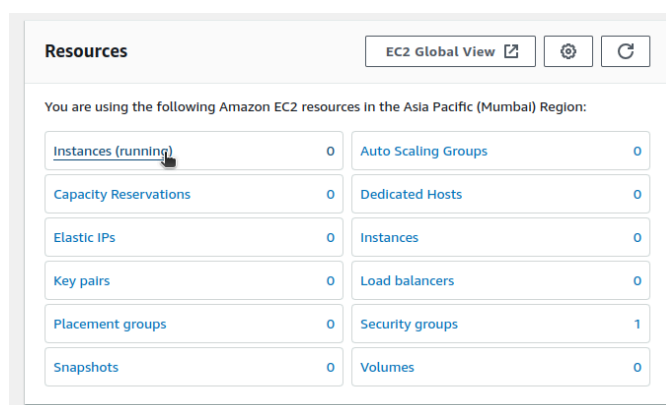 Resources
EC2 Global View
You are using the following Amazon EC2 resources in the Asia Pacific (Mumbai) Region:
Instances (running) 0 Auto Scaling Groups 0
Capacity Reservations 0 Dedicated Hosts 0
Elastic IPs 0 Instances 0
Key pairs 0 Load balancers 0
Placement groups 0 Security groups 1
Snapshots 0 Volumes 0